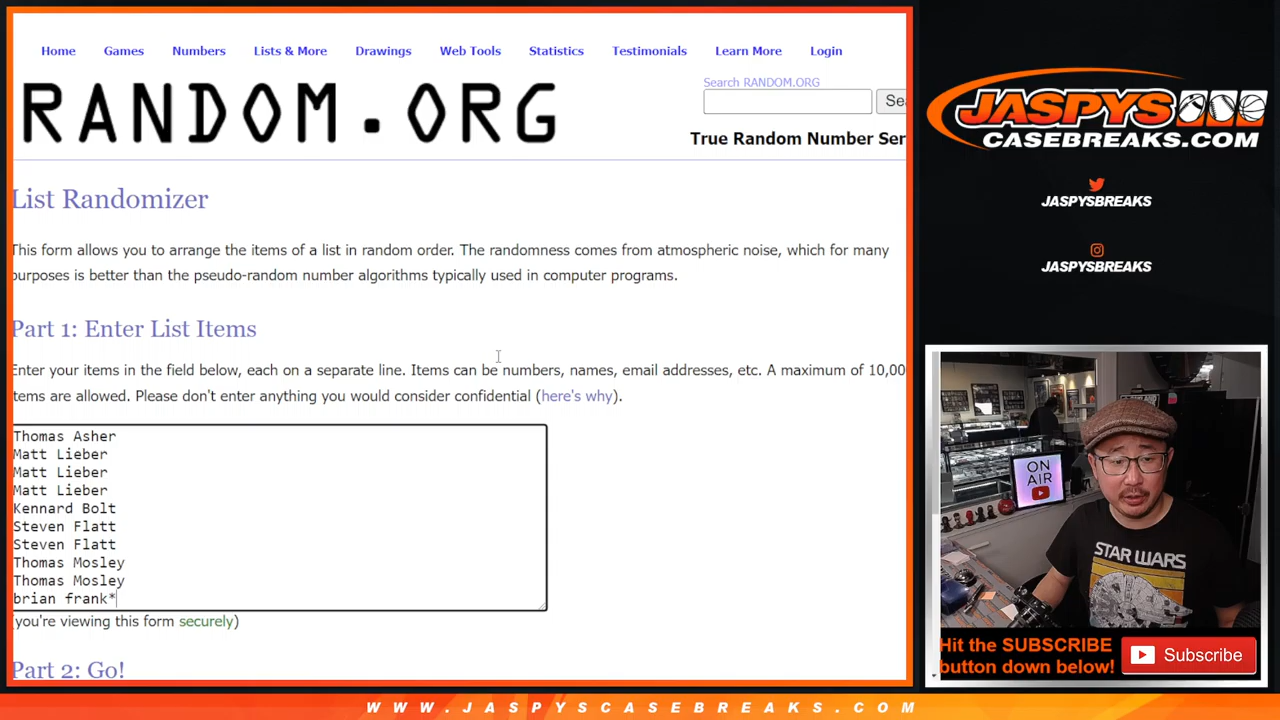 Home Games Numbers Lists & More Drawings Web Tools Statistics Testimonials Learn More Login
RANDOM.ORG
Search RANDOM.ORG
Sea
True Random Number Ser
List Randomizer
This form allows you to arrange the items of a list in random order. The randomness comes from atmospheric noise, which for many
purposes is better than the pseudo-random number algorithms typically used in computer programs.
Part 1: Enter List Items
Enter your items in the field below, each on a separate line. Items can be numbers, names, email addresses, etc. A maximum of 10,00
items are allowed. Please don't enter anything you would consider confidential (here's why).
Thomas Asher
Matt Lieber
Matt Lieber
Matt Lieber
Kennard Bolt
Steven Flatt
Steven Flatt
Thomas Mosley
Thomas Mosley
brian frank*
(you're viewing this form securely)
Part 2: Go!
JASPYS
CASEBREAKS.COM
JASPYSBREAKS
JASPYSBREAKS
ON
AIR
STAR WARS
Hit the SUBSCRIBE
button down below!
Subscribe
WWW.JASPYSCASEBREAKS.COM